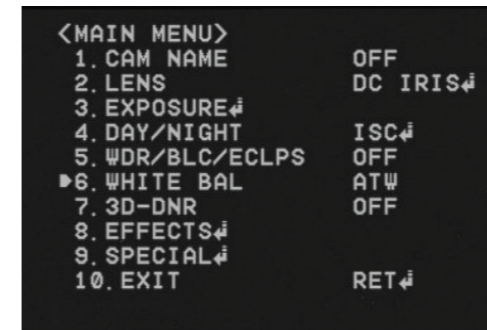 <MAIN MENU>
1. CAM NAME OFF
2. LENS DC IRIS↲
3. EXPOSURE↲
4. DAY/NIGHT ISC↲
5. WDR/BLC/ECLPS OFF
▶6. WHITE BAL ATW
7. 3D-DNR OFF
8. EFFECTS↲
9. SPECIAL↲
10. EXIT RET↲